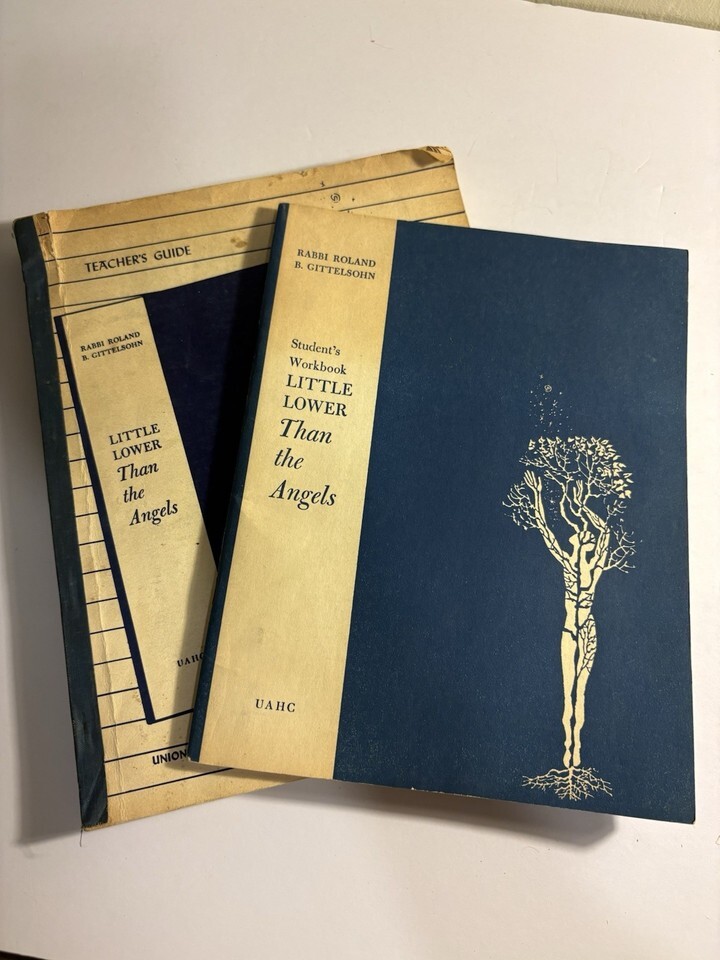 TEACHER'S GUIDE
RABBI ROLAND
B. GITTELSOHN
LITTLE
LOWER
Than
the
Angels
UAHC
UNION
RABBI ROLAND
B. GITTELSOHN
Student's
Workbook
LITTLE
LOWER
Than
the
Angels
UAHC